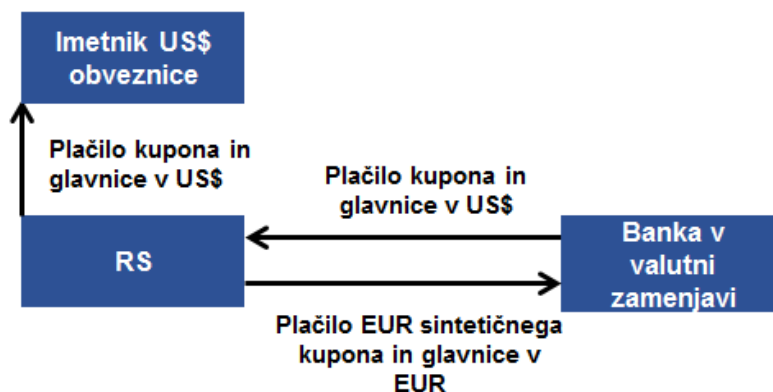 Imetnik US$
obveznice
Plačilo kupona in
glavnice v US$
Plačilo kupona in
glavnice v US$
RS
Banka v
valutni
zamenjavi
Plačilo EUR sintetičnega
kupona in glavnice v
EUR